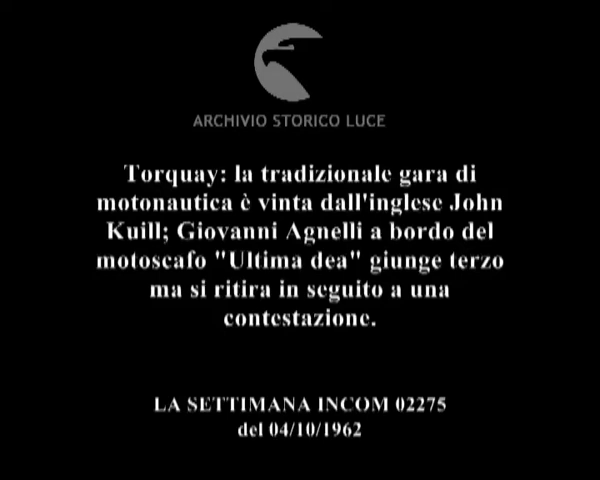 ARCHIVIO STORICO LUCE
Torquay: la tradizionale gara di
motonautica è vinta dall'inglese John
Kuill; Giovanni Agnelli a bordo del
motoscafo "Ultima dea" giunge terzo
ma si ritira in seguito a una
contestazione.
LA SETTIMANA INCOM 02275
del 04/10/1962